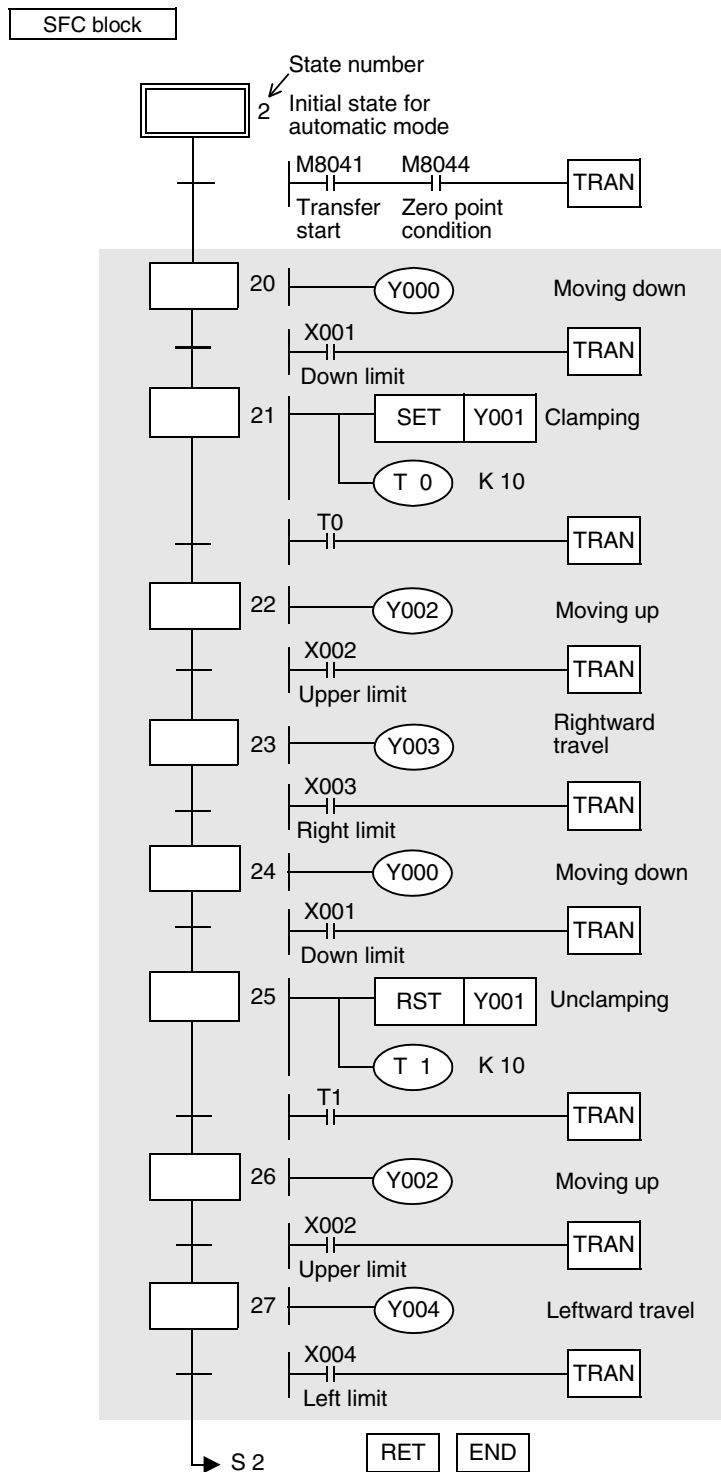 SFC block
State number
2 Initial state for
automatic mode
M8041 M8044 TRAN
Transfer Zero point
start condition
20 Y000 Moving down
X001 TRAN
Down limit
21 SET Y001 Clamping
T 0 K 10
T0 TRAN
22 Y002 Moving up
X002 TRAN
Upper limit
Rightward
23 Y003 travel
X003 TRAN
Right limit
24 Y000 Moving down
X001 TRAN
Down limit
25 RST Y001 Unclamping
T 1 K 10
T1 TRAN
26 Y002 Moving up
X002 TRAN
Upper limit
27 Y004 Leftward travel
X004 TRAN
Left limit
S 2 RET END